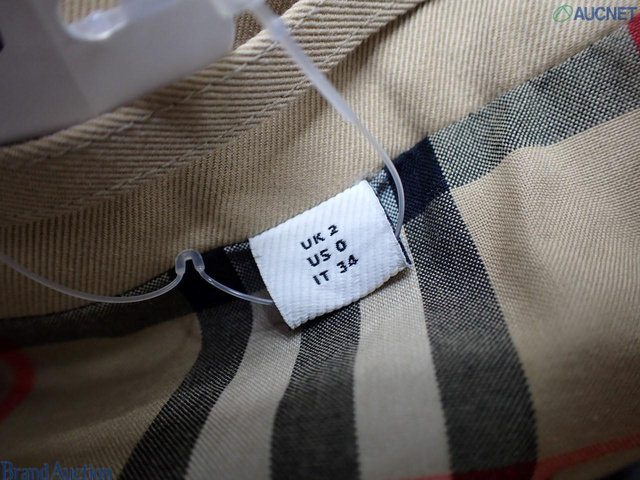 AUCNET
UK 2
US 0
IT 34
Brand Auction